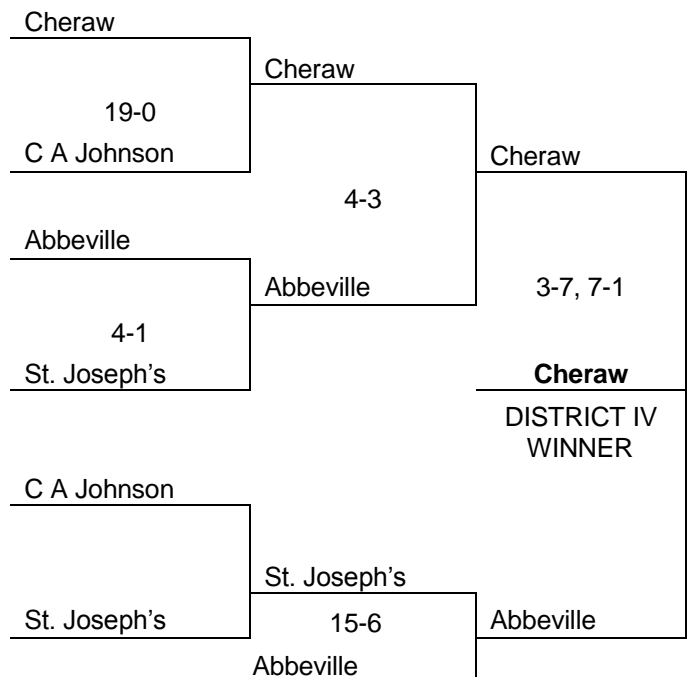 Cheraw
Cheraw
19-0
C A Johnson
Cheraw
4-3
Abbeville
Abbeville
3-7, 7-1
4-1
St. Joseph’s
Cheraw
DISTRICT IV
WINNER
C A Johnson
St. Joseph’s
St. Joseph’s
15-6
Abbeville
Abbeville